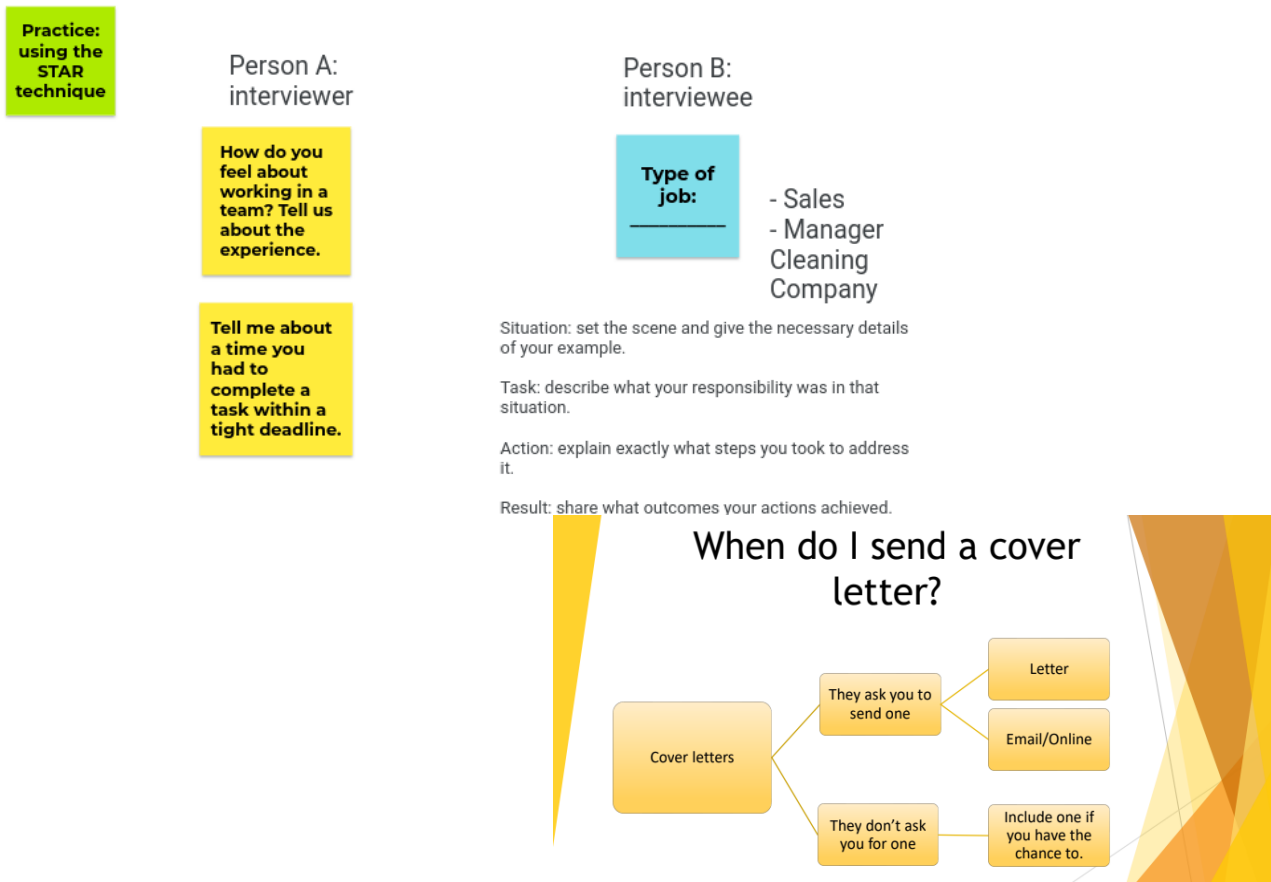 Practice:
using the
STAR
technique
Person A:
interviewer
How do you
feel about
working in a
team? Tell us
about the
experience.
Tell me about
a time you
had to
complete a
task within a
tight deadline.
Person B:
interviewee
Type of
job:
__________
- Sales
- Manager
Cleaning
Company
Situation: set the scene and give the necessary details
of your example.
Task: describe what your responsibility was in that
situation.
Action: explain exactly what steps you took to address
it.
Result: share what outcomes your actions achieved.
When do I send a cover
letter?
Cover letters
They ask you to
send one
Letter
Email/Online
They don’t ask
you for one
Include one if
you have the
chance to.